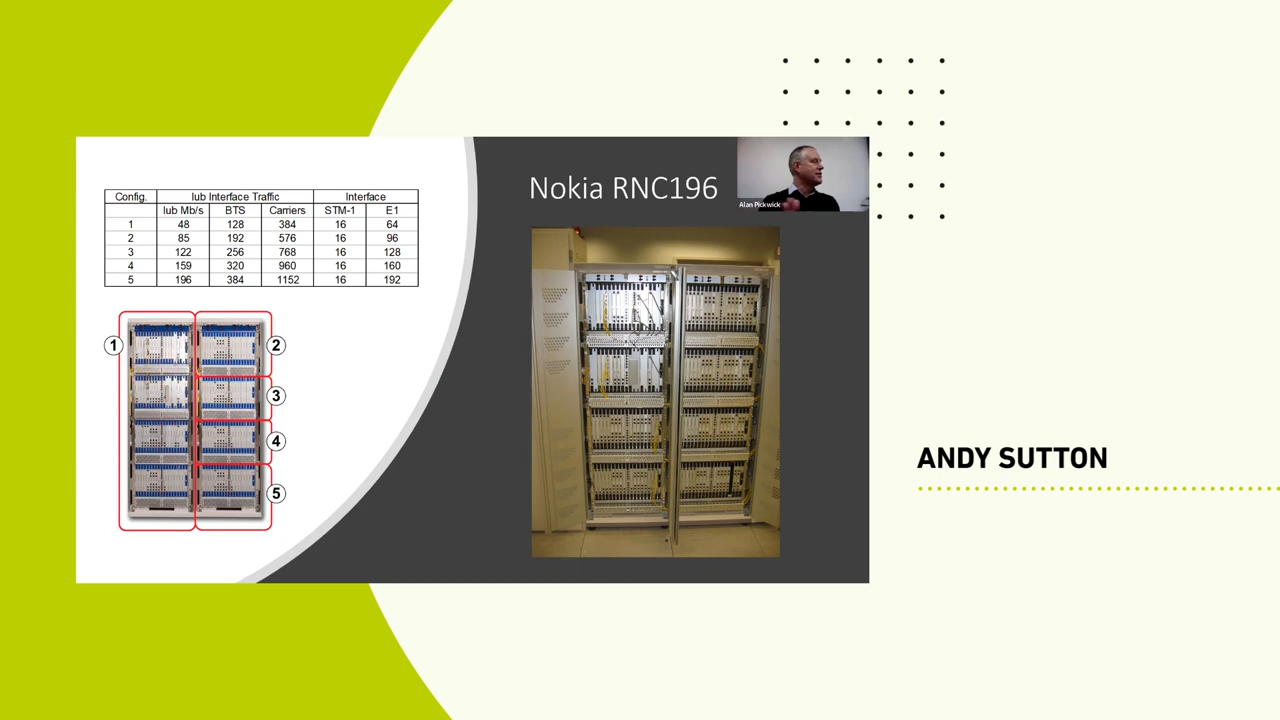 Nokia RNC196
Alan Pickwick
Config. Iub Interface Traffic Interface
Iub Mb/s BTS Carriers STM-1 E1
1 48 128 384 16 64
2 85 192 576 16 96
3 122 256 768 16 128
4 159 320 960 16 160
5 196 384 1152 16 192
1
2
3
4
5
ANDY SUTTON